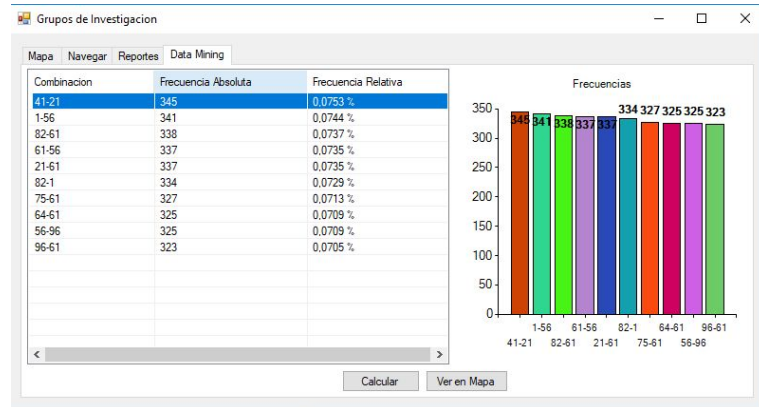 Grupos de Investigacion
Mapa Navegar Reportes Data Mining
Combinacion Frecuencia Absoluta Frecuencia Relativa
41-21 345 0,0753 %
1-56 341 0,0744 %
82-61 338 0,0737 %
61-56 337 0,0735 %
21-61 337 0,0735 %
82-1 334 0,0729 %
75-61 327 0,0713 %
64-61 325 0,0709 %
56-96 325 0,0709 %
96-61 323 0,0705 %
Frecuencias
350
300
250
200
150
100
50
0
345 341 338 337 337 334 327 325 325 323
1-56 61-56 82-1 64-61 96-61
41-21 82-61 21-61 75-61 56-96
Calcular Ver en Mapa